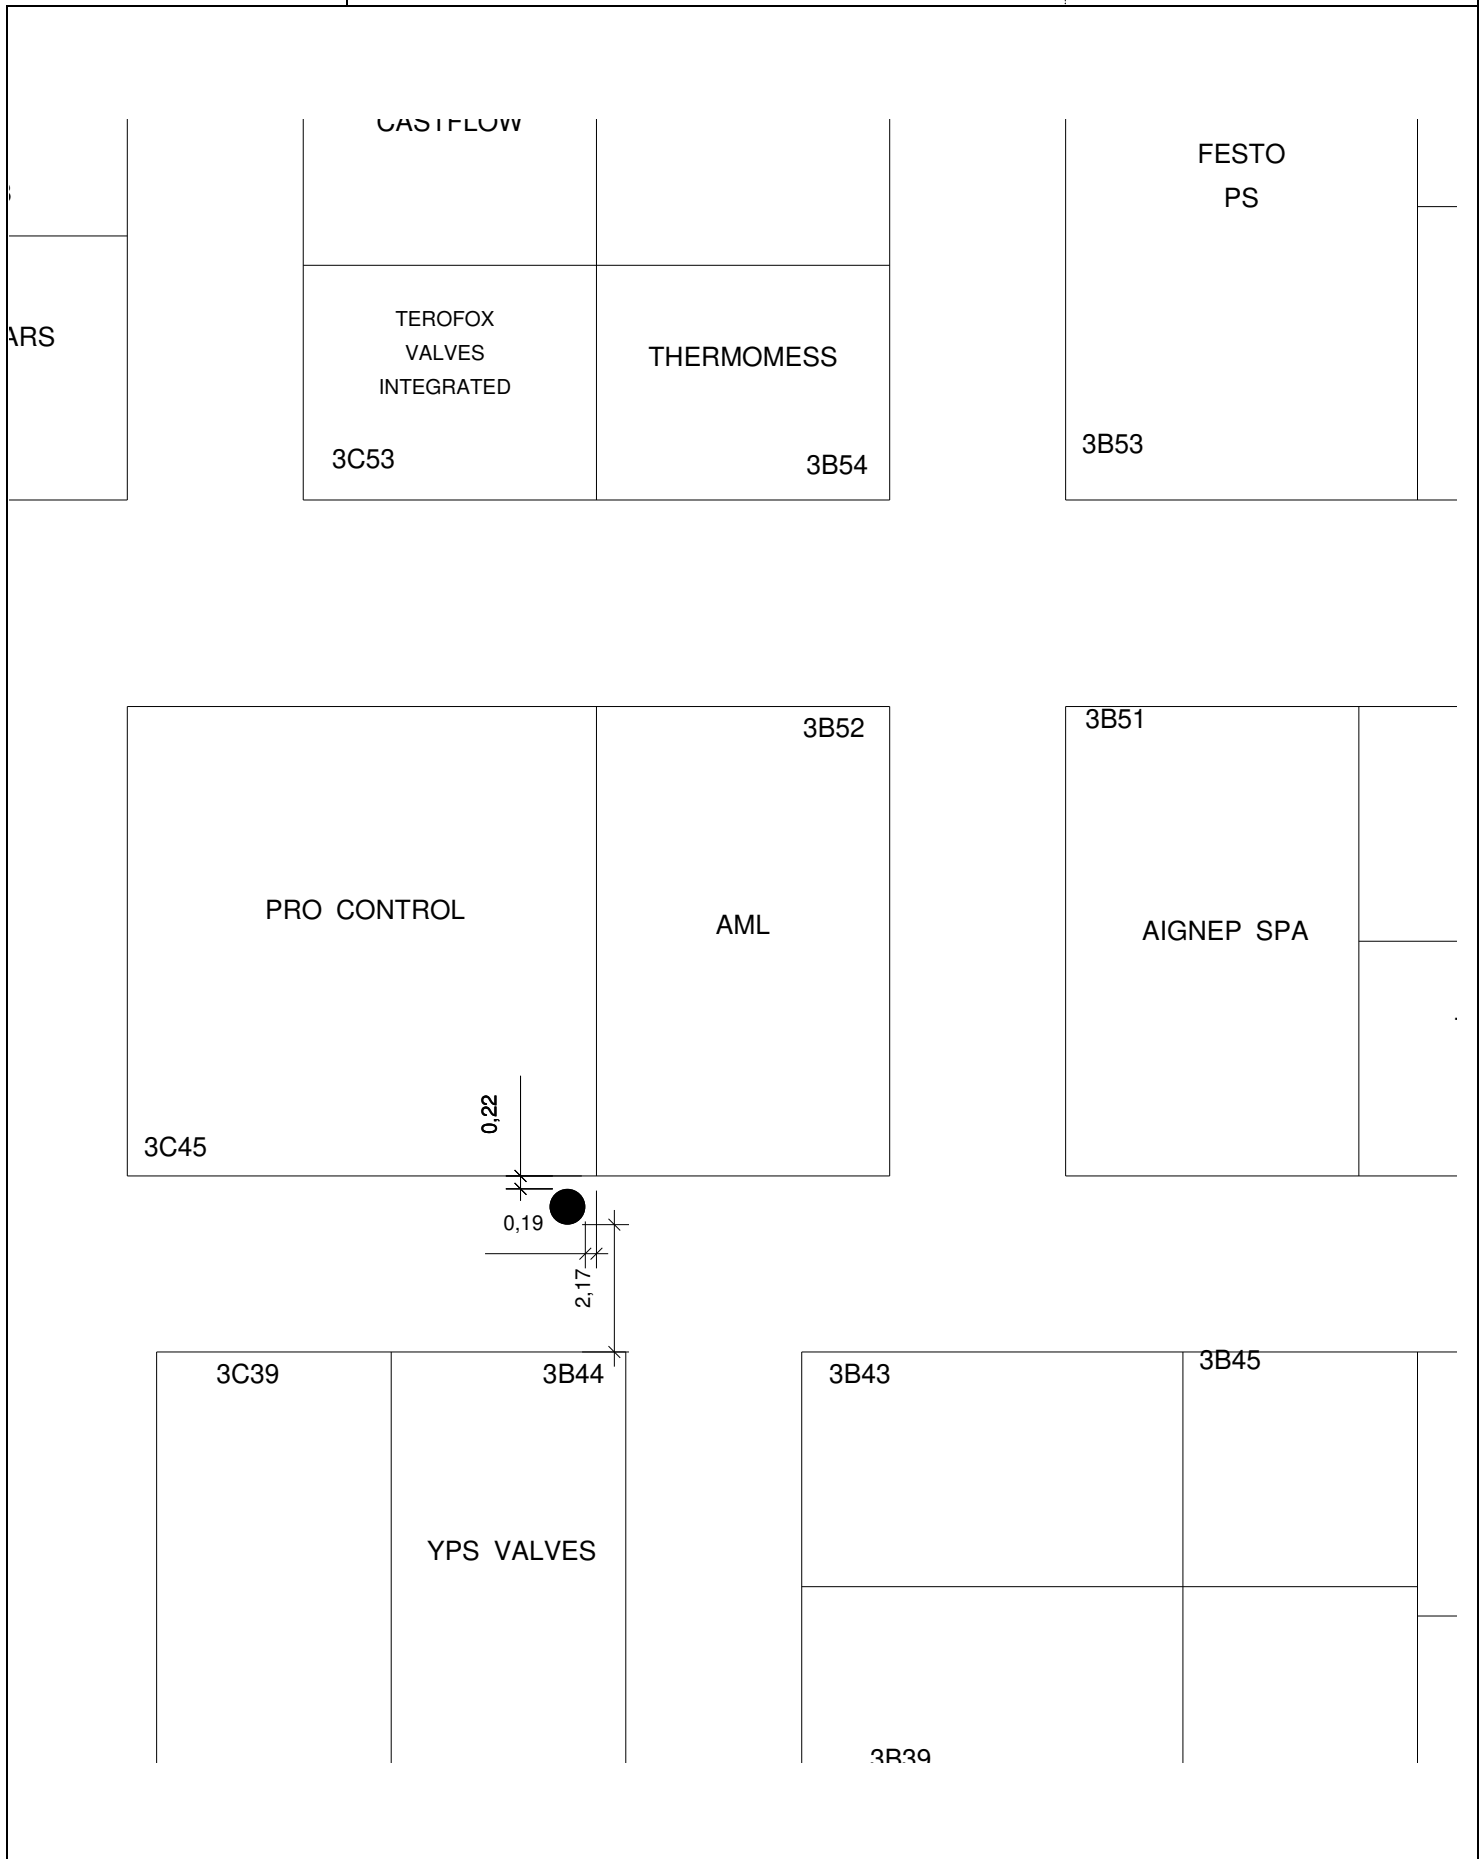 CASTFLOW
FESTO
PS
ARS
TEROFOX
VALVES
INTEGRATED
THERMOMESS
3C53
3B54
3B53
3B52
3B51
PRO CONTROL
AML
AIGNEP SPA
0,22
3C45
0,19
2,17
3C39
3B44
3B43
3B45
YPS VALVES
3B39